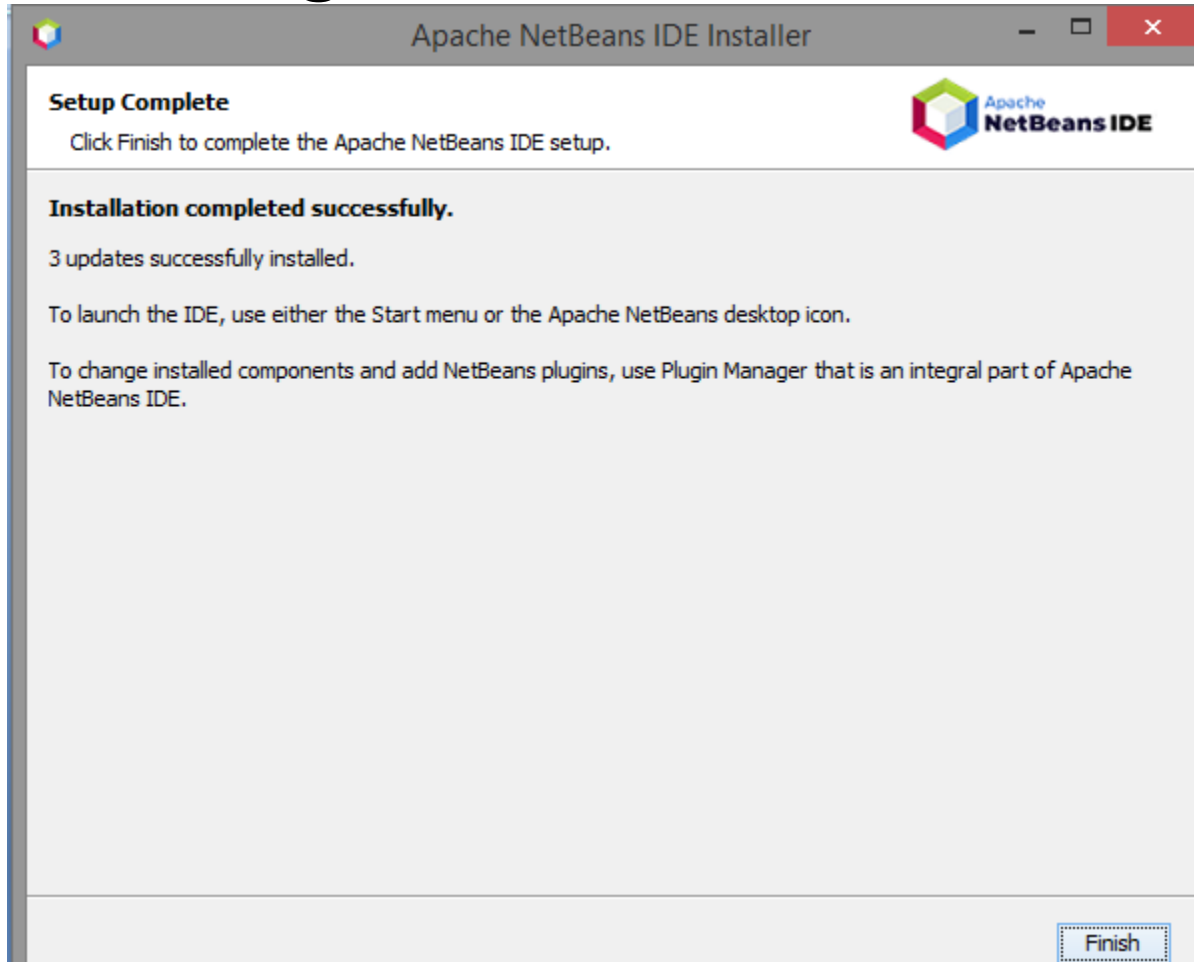 Apache NetBeans IDE Installer
Setup Complete
Click Finish to complete the Apache NetBeans IDE setup.
Apache
NetBeans IDE
Installation completed successfully.
3 updates successfully installed.
To launch the IDE, use either the Start menu or the Apache NetBeans desktop icon.
To change installed components and add NetBeans plugins, use Plugin Manager that is an integral part of Apache
NetBeans IDE.
Finish